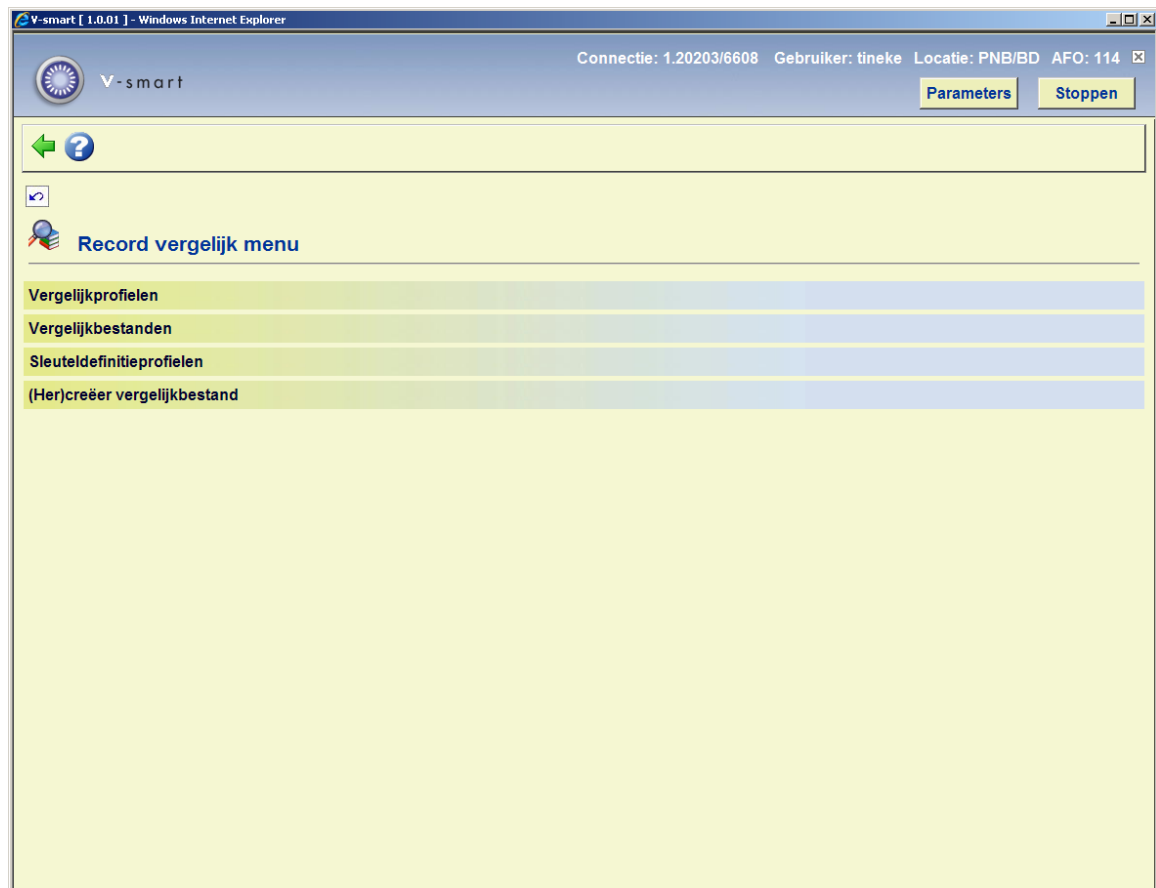 V-smart [ 1.0.01 ] - Windows Internet Explorer
Connectie: 1.20203/6608 Gebruiker: tineke Locatie: PNB/BD AFO: 114
V-smart
Parameters Stoppen
Record vergelijk menu
Vergelijkprofielen
Vergelijkbestanden
Sleuteldefinitieprofielen
(Her)creëer vergelijkbestand